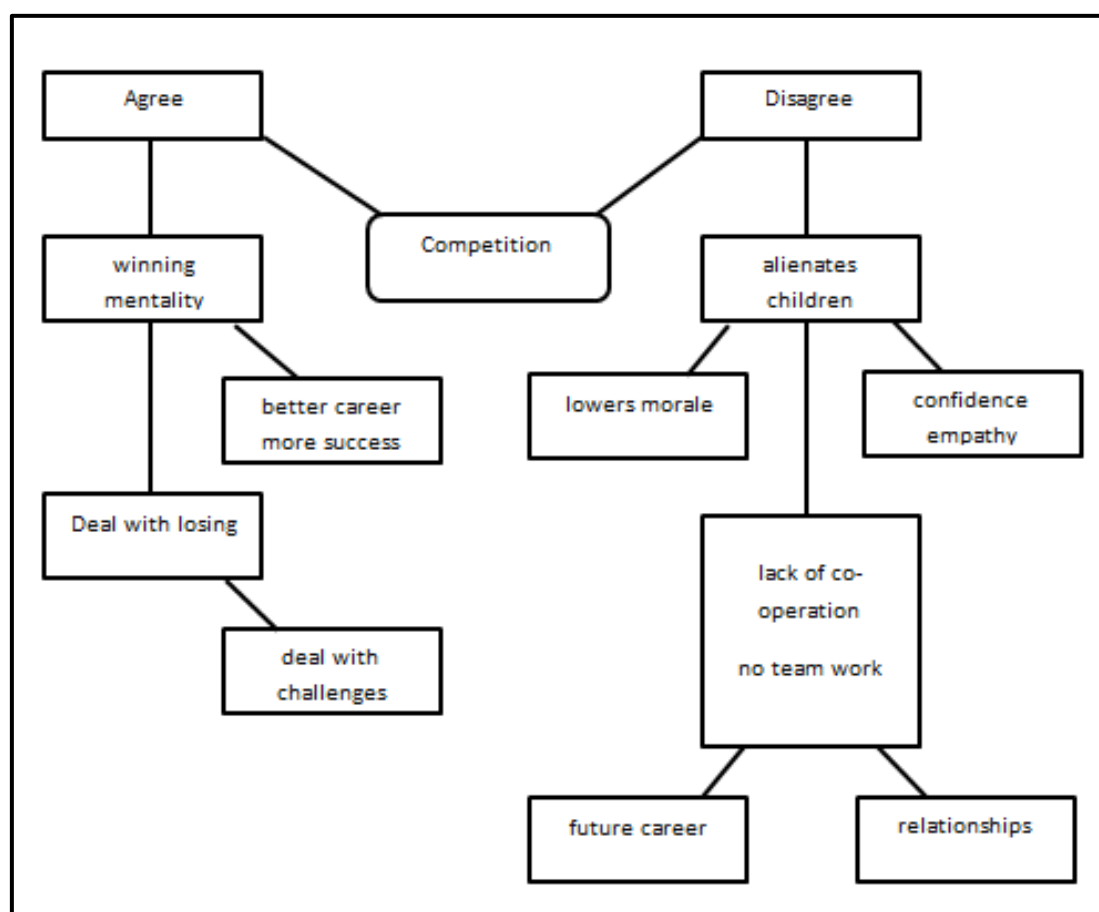 Agree
Disagree
Competition
winning
mentality
alienates
children
better career
more success
lowers morale
confidence
empathy
Deal with losing
lack of co-
operation
no team work
deal with
challenges
future career
relationships